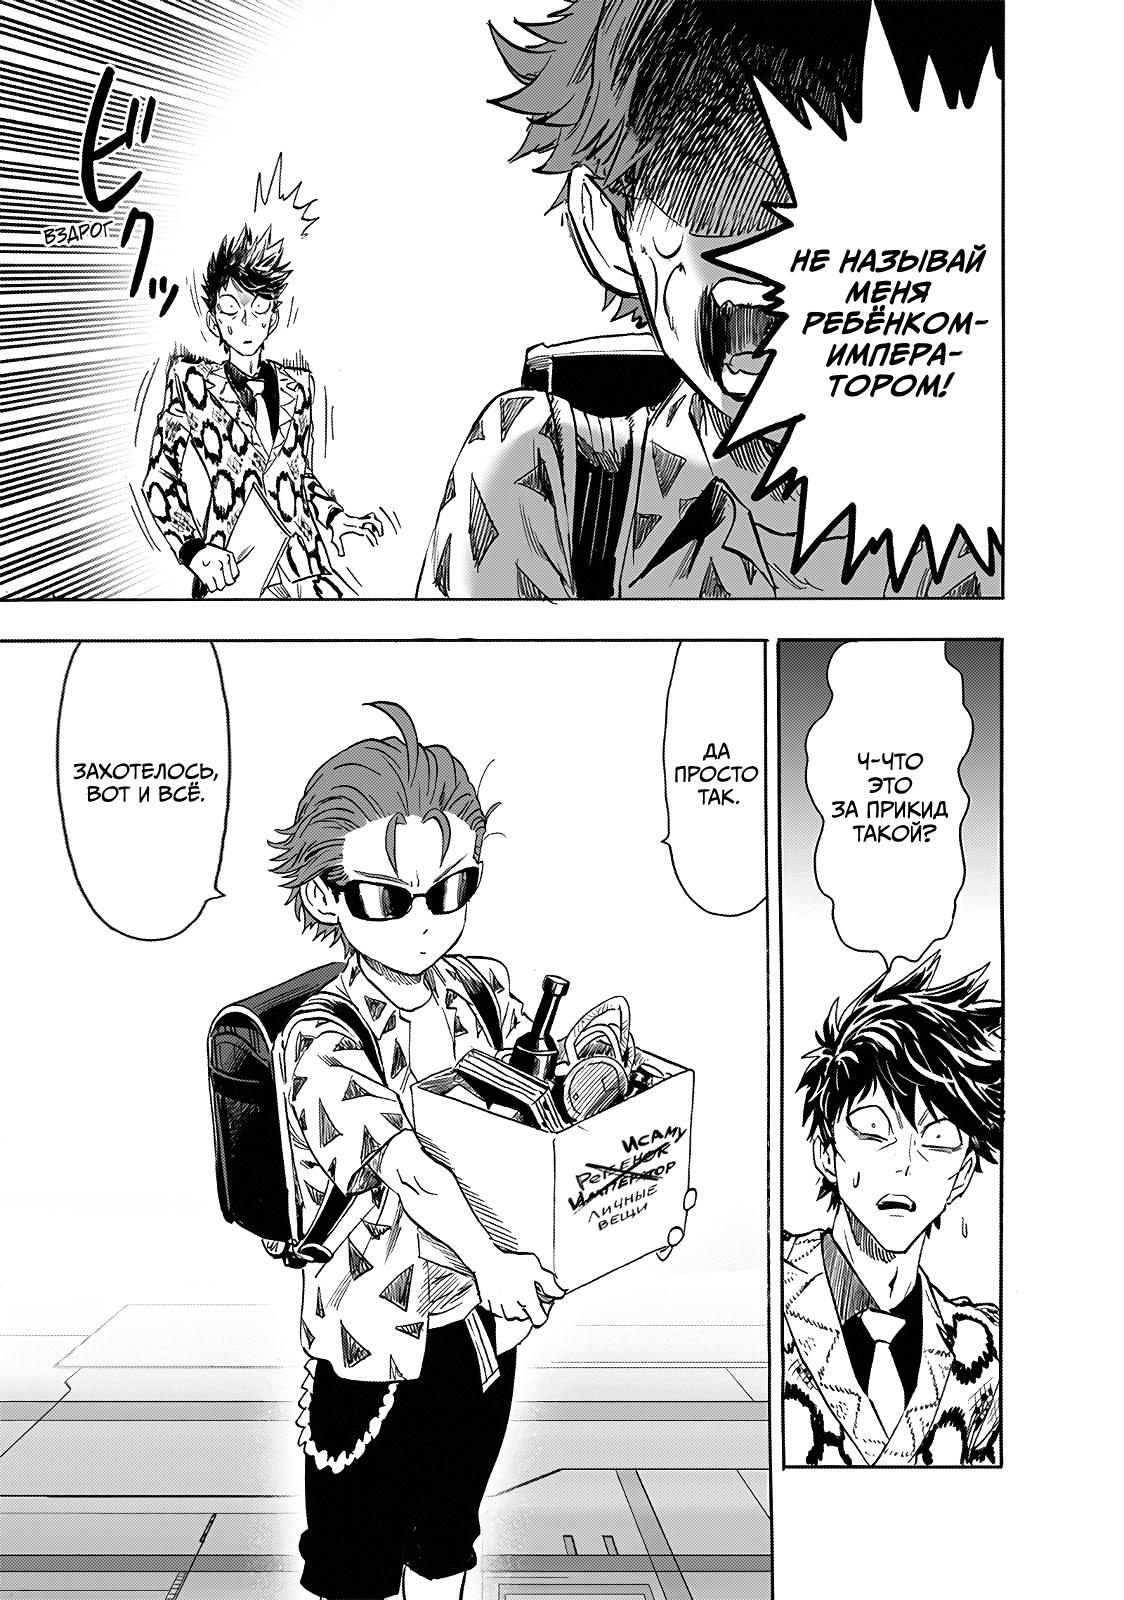 НЕ НАЗЫВАЙ
МЕНЯ
РЕБЁНКОМ-
ИМПЕРА-
ТОРОМ!
ビクッ
ВЗДРОГ
Ч-ЧТО
ЭТО
ЗА ПРИКИД
ТАКОЙ?
ДА
ПРОСТО
ТАК.
ЗАХОТЕЛОСЬ,
ВОТ И ВСЁ.
ИСАМУ
РЕБЕНОК
ИМПЕРАТОР
ЛИЧНЫЕ
ВЕЩИ